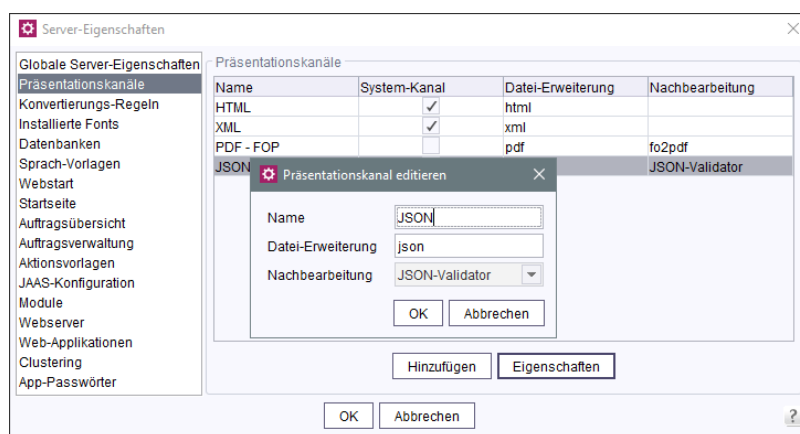 Server-Eigenschaften
Globale Server-Eigenschaften
Präsentationskanäle
Konvertierungs-Regeln
Installierte Fonts
Datenbanken
Sprach-Vorlagen
Webstart
Startseite
Auftragsübersicht
Auftragsverwaltung
Aktionsvorlagen
JAAS-Konfiguration
Module
Webserver
Web-Applikationen
Clustering
App-Passwörter
Präsentationskanäle
Name System-Kanal Datei-Erweiterung Nachbearbeitung
HTML html
XML xml
PDF - FOP pdf fo2pdf
JSON JSON-Validator
Präsentationskanal editieren
Name JSON
Datei-Erweiterung json
Nachbearbeitung JSON-Validator
OK Abbrechen
Hinzufügen Eigenschaften
OK Abbrechen
?